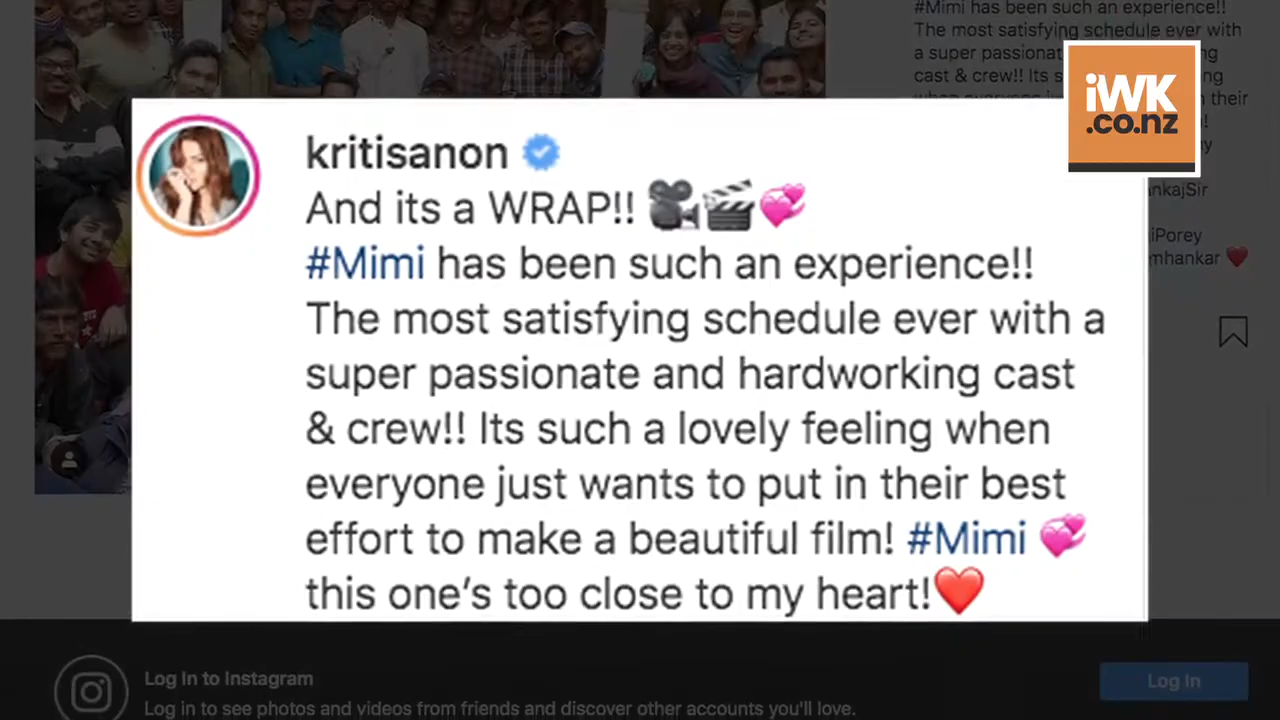 #Mimi has been such an experience!!
The most satisfying schedule ever with
a super passionat
cast & crew!! Its
iWK
.co.nz
kritisanon
And its a WRAP!! 🎥🎬💞
#Mimi has been such an experience!!
The most satisfying schedule ever with a
super passionate and hardworking cast
& crew!! Its such a lovely feeling when
everyone just wants to put in their best
effort to make a beautiful film! #Mimi 💞
this one’s too close to my heart!❤️
ankajSir
iPorey
mhankar ❤️
Log In to Instagram
Log in to see photos and videos from friends and discover other accounts you'll love.
Log In